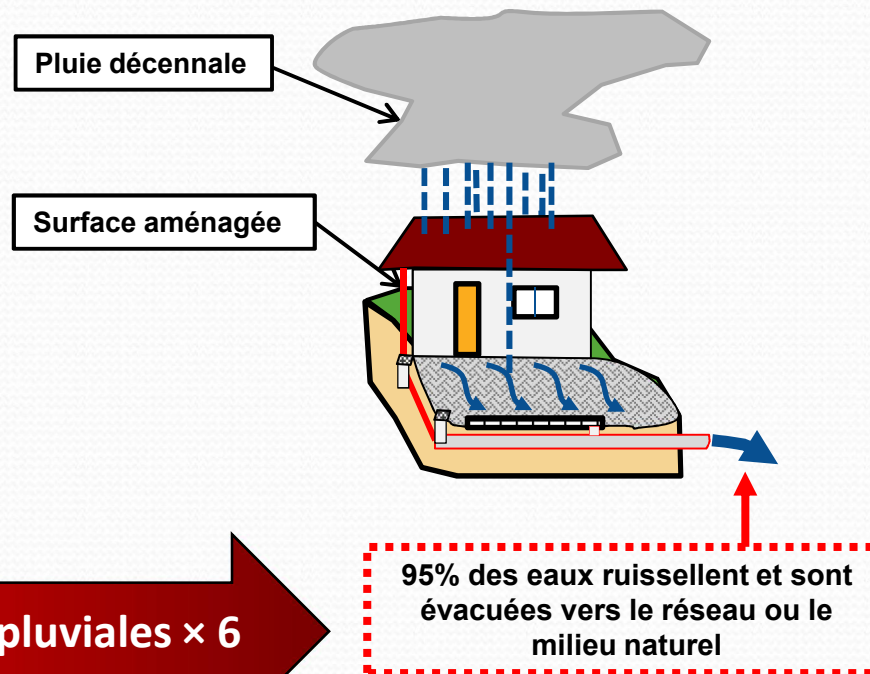 Pluie décennale
Surface aménagée
pluviales × 6
95% des eaux ruissellent et sont
évacuées vers le réseau ou le
milieu naturel